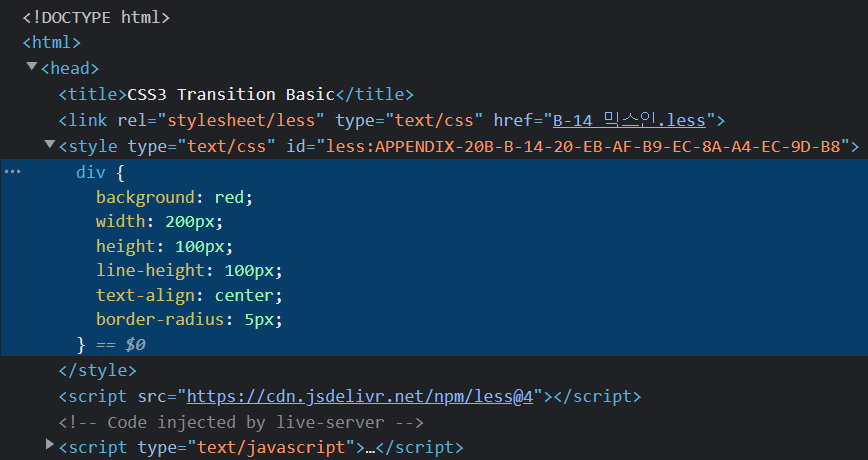 <!DOCTYPE html>
<html>
<head>
<title>CSS3 Transition Basic</title>
<link rel="stylesheet/less" type="text/css" href="B-14 믹스인.less">
<style type="text/css" id="less:APPENDIX-20B-B-14-20-EB-AF-B9-EC-8A-A4-EC-9D-B8">
div {
background: red;
width: 200px;
height: 100px;
line-height: 100px;
text-align: center;
border-radius: 5px;
} == $0
</style>
<script src="https://cdn.jsdelivr.net/npm/less@4"></script>
<!-- Code injected by live-server -->
<script type="text/javascript">…</script>